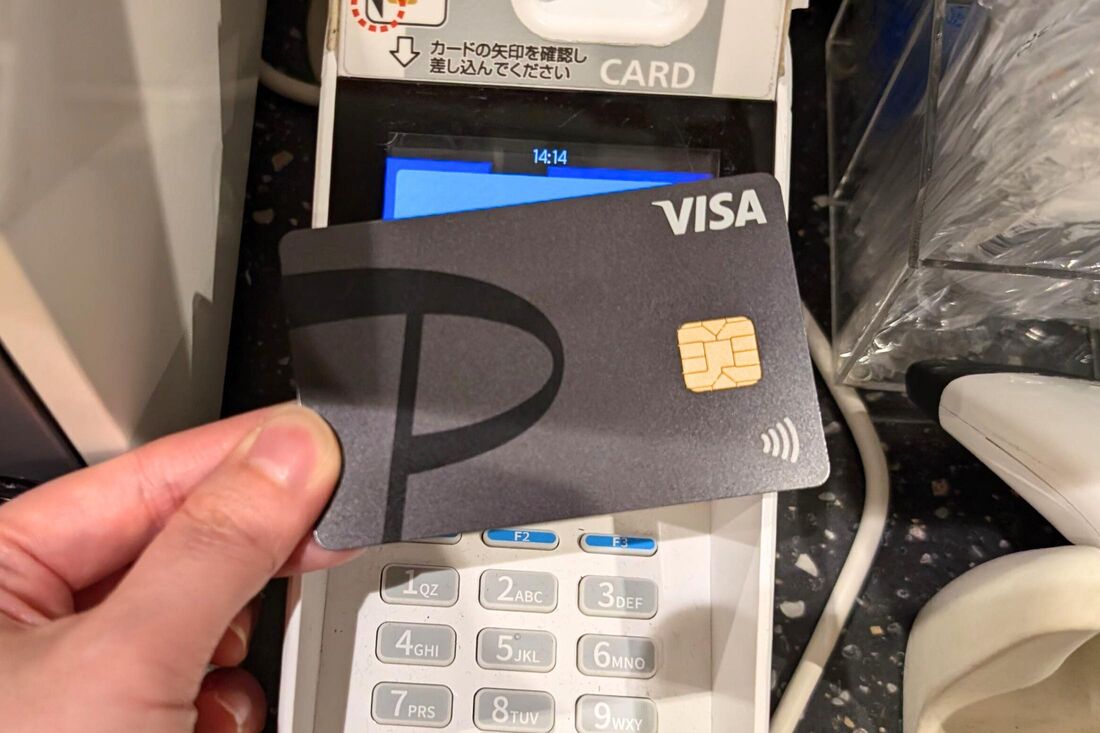 カードの矢印を確認し
差し込んでください
CARD
14:14
VISA
P
F2
F3
1QZ
2ABC
3DEF
4GHI
5JKL
6MNO
7PRS
8TUV
9WXY